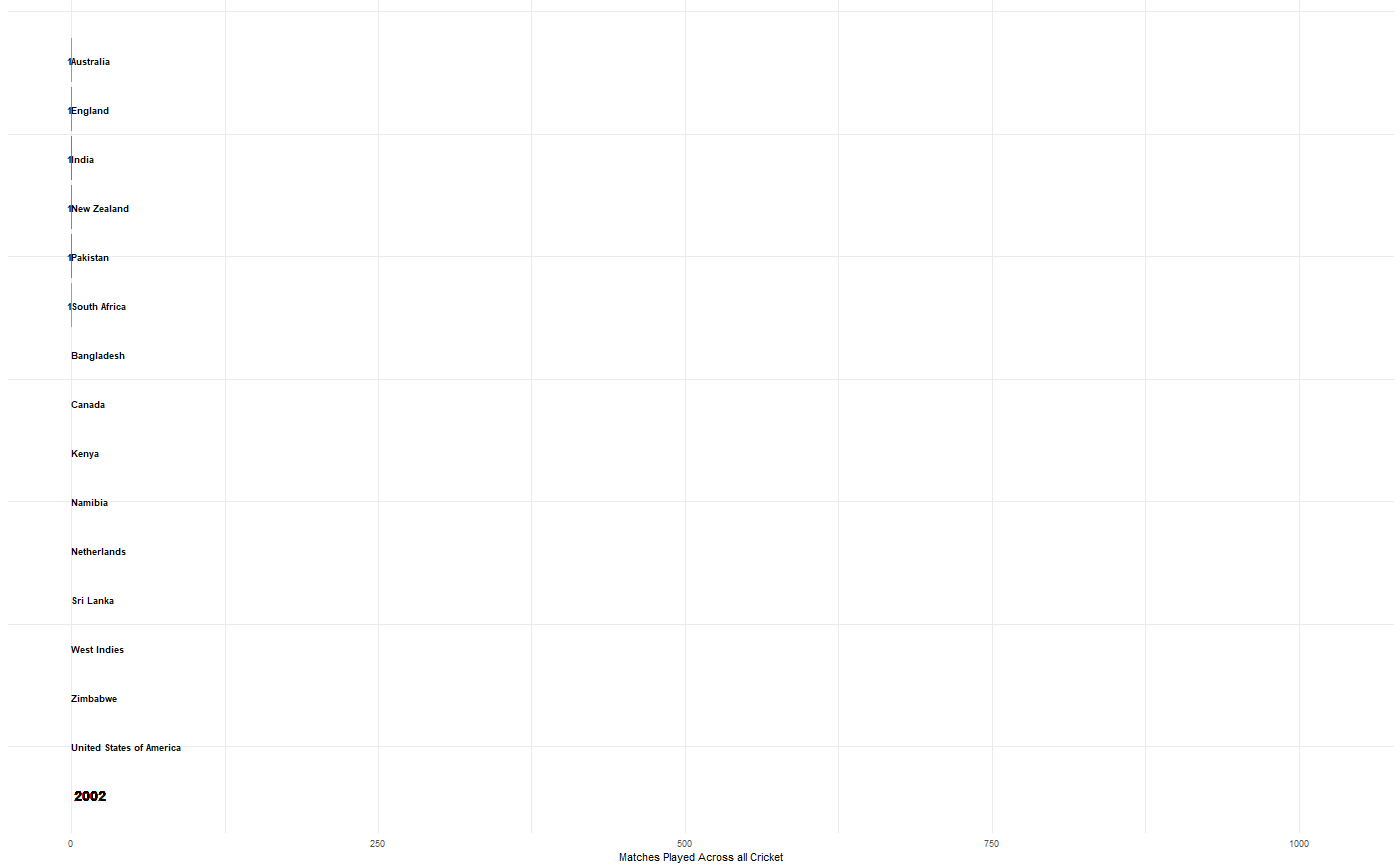 1Australia
1England
1India
1New Zealand
1Pakistan
1South Africa
Bangladesh
Canada
Kenya
Namibia
Netherlands
Sri Lanka
West Indies
Zimbabwe
United States of America
2002
0 250 500 750 1000
Matches Played Across all Cricket